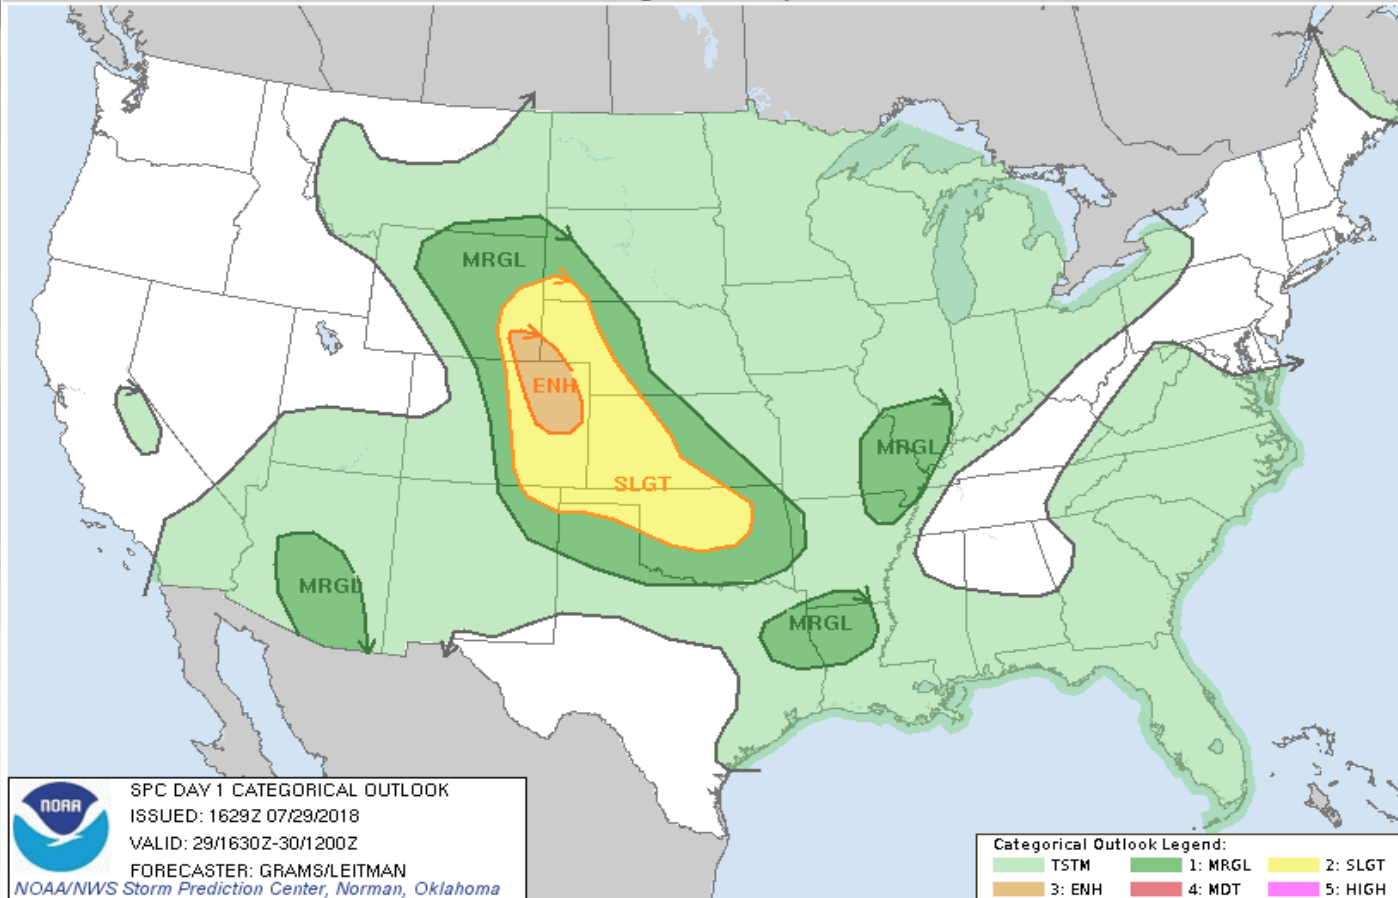 MRGL
ENH
MRGL
SLGT
MRGL
MRGL
NOAA
SPC DAY 1 CATEGORICAL OUTLOOK
ISSUED: 1629Z 07/29/2018
VALID: 29/1630Z-30/1200Z
FORECASTER: GRAMS/LEITMAN
NOAA/NWS Storm Prediction Center, Norman, Oklahoma
Categorical Outlook Legend:
TSTM 1: MRGL 2: SLGT
3: ENH 4: MDT 5: HIGH